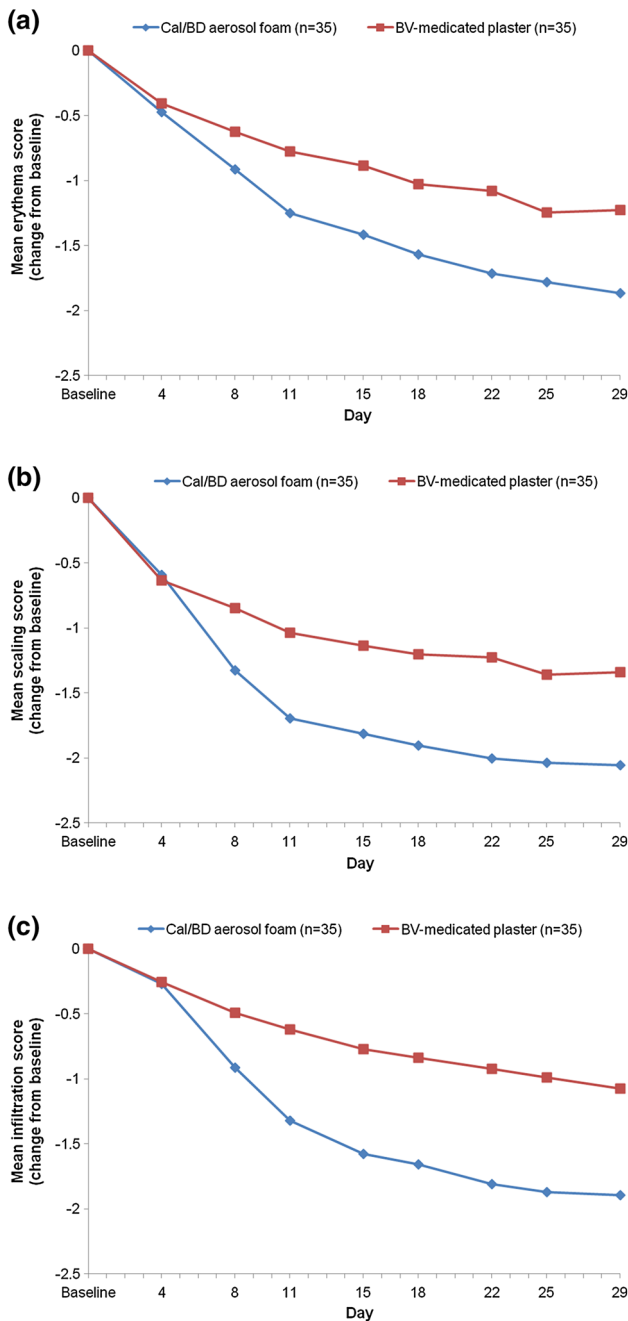 (a)
Cal/BD aerosol foam (n=35) BV-medicated plaster (n=35)
Mean erythema score
(change from baseline)
0
-0.5
-1
-1.5
-2
-2.5
Baseline 4 8 11 15 18 22 25 29
Day
(b)
Cal/BD aerosol foam (n=35) BV-medicated plaster (n=35)
Mean scaling score
(change from baseline)
0
-0.5
-1
-1.5
-2
-2.5
Baseline 4 8 11 15 18 22 25 29
Day
(c)
Cal/BD aerosol foam (n=35) BV-medicated plaster (n=35)
Mean infiltration score
(change from baseline)
0
-0.5
-1
-1.5
-2
-2.5
Baseline 4 8 11 15 18 22 25 29
Day